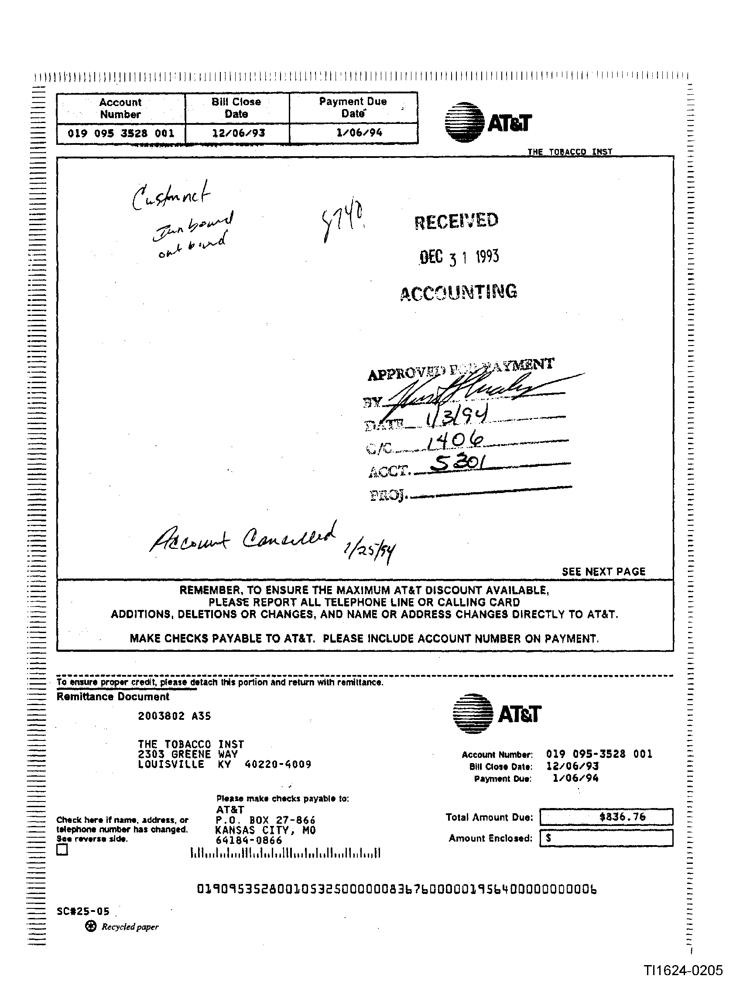 Account Number Bill Close Date Payment Due Date
019 095 3528 001 12/06/93 1/06/94
AT&T
THE TOBACCO INST
Custmnet
Inn bound
out bound
RECEIVED
DEC 31 1993
ACCOUNTING
APPROVED FOR PAYMENT
BY
DATE 1/3/94
C/C 1406
ACCT. 5301
PROJ.
Account Cancelled 1/25/94
SEE NEXT PAGE
REMEMBER, TO ENSURE THE MAXIMUM AT&T DISCOUNT AVAILABLE,
PLEASE REPORT ALL TELEPHONE LINE OR CALLING CARD
ADDITIONS, DELETIONS OR CHANGES, AND NAME OR ADDRESS CHANGES DIRECTLY TO AT&T.
MAKE CHECKS PAYABLE TO AT&T. PLEASE INCLUDE ACCOUNT NUMBER ON PAYMENT.
To ensure proper credit, please detach this portion and return with remittance.
Remittance Document
2003802 A35
AT&T
THE TOBACCO INST
2303 GREENE WAY
LOUISVILLE KY 40220-4009
Account Number: 019 095-3528 001
Bill Close Date: 12/06/93
Payment Due: 1/06/94
Please make checks payable to:
AT&T
P.O. BOX 27-866
KANSAS CITY, MO
64184-0866
Check here if name, address, or
telephone number has changed.
See reverse side.
Total Amount Due: $836.76
Amount Enclosed: $
SC#25-05
Recycled paper
TI1624-0205